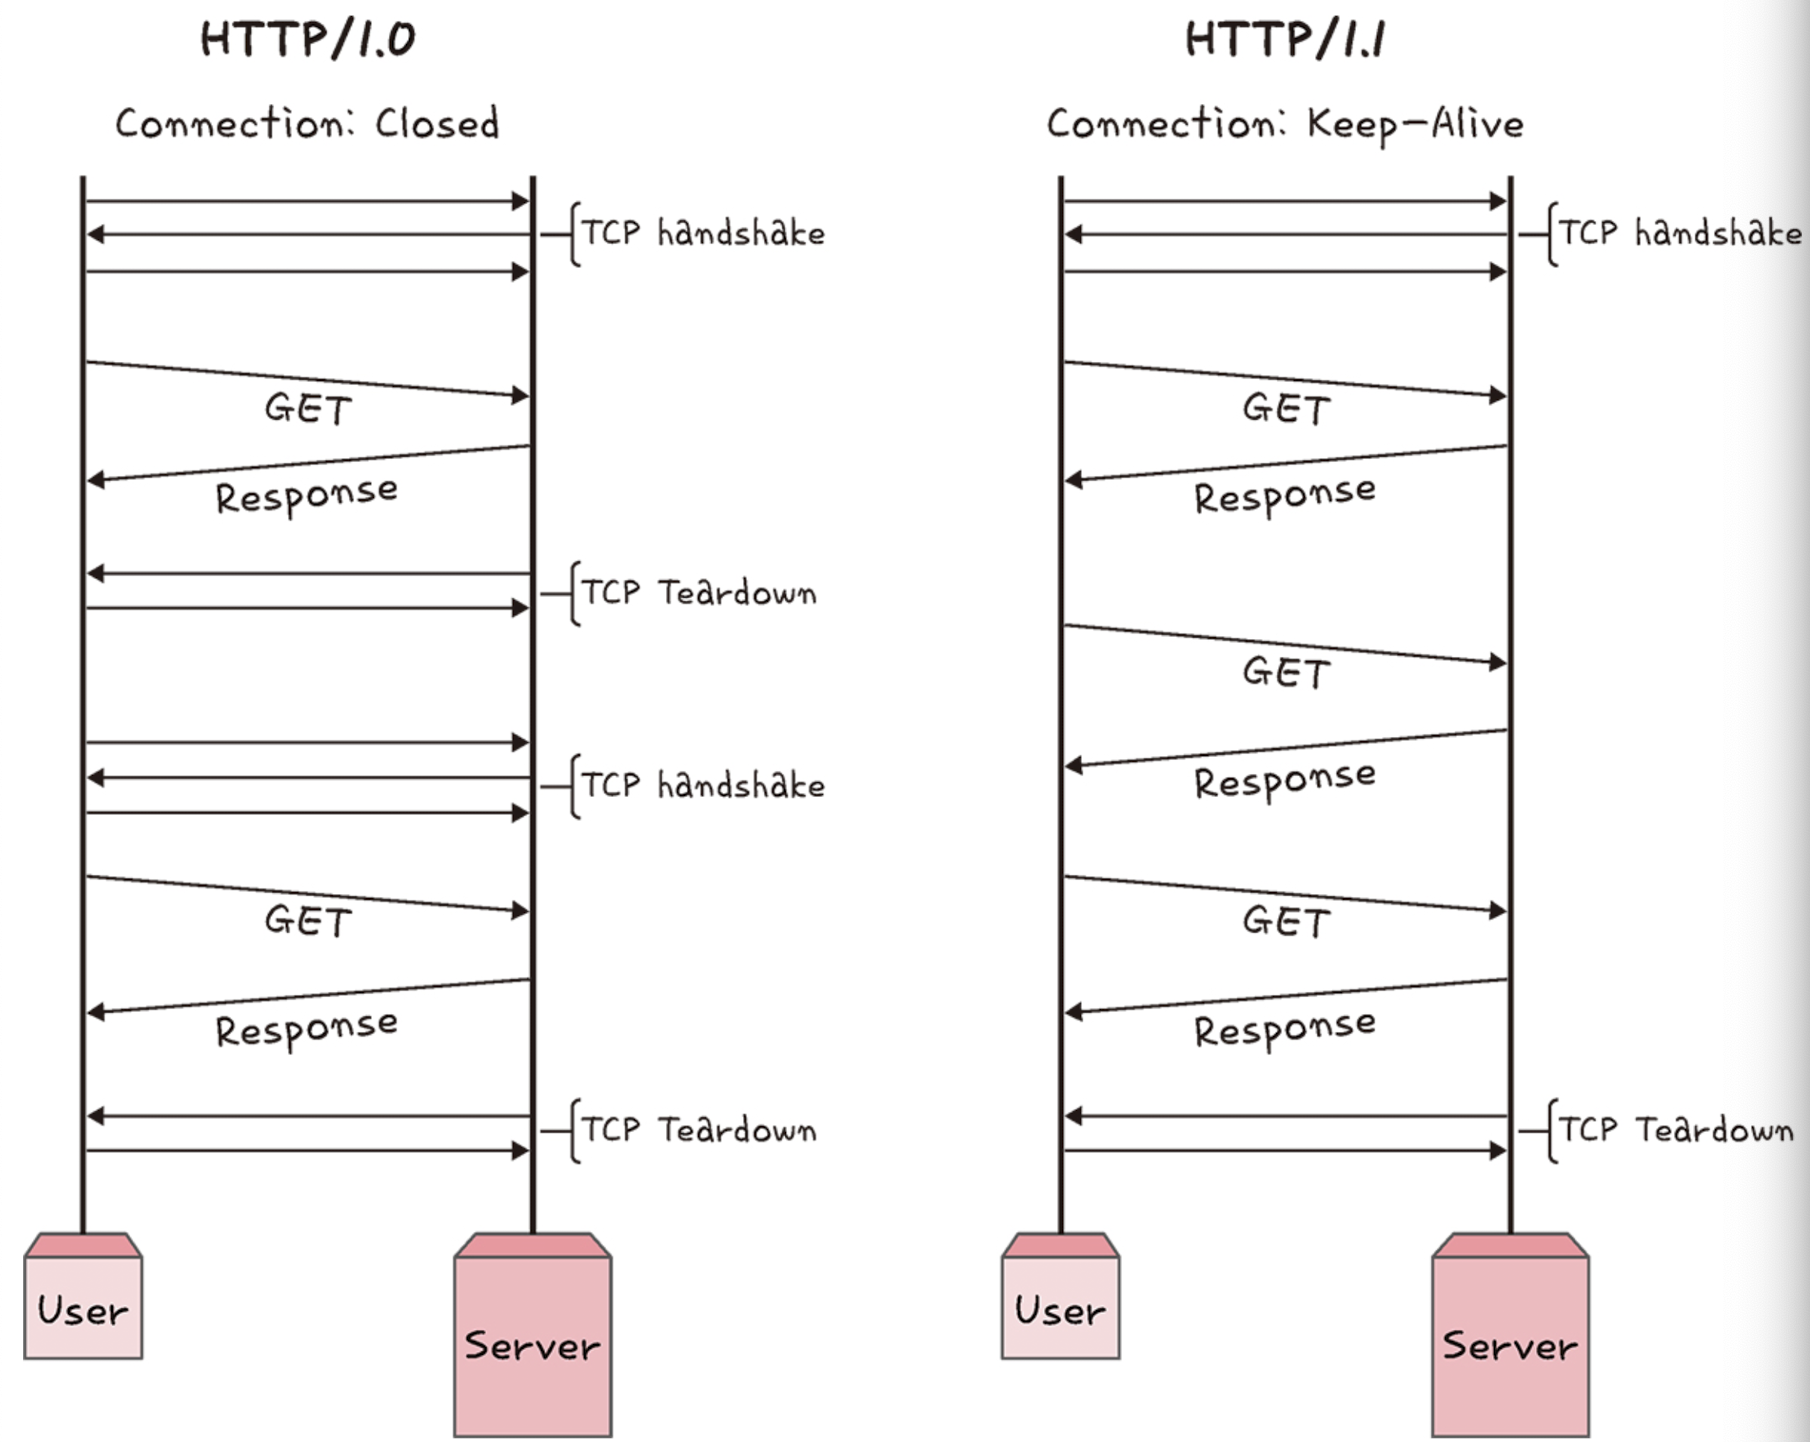 HTTP/1.0
Connection: Closed
TCP handshake
GET
Response
TCP Teardown
TCP handshake
GET
Response
TCP Teardown
User
Server
HTTP/1.1
Connection: Keep-Alive
TCP handshake
GET
Response
GET
Response
GET
Response
TCP Teardown
User
Server